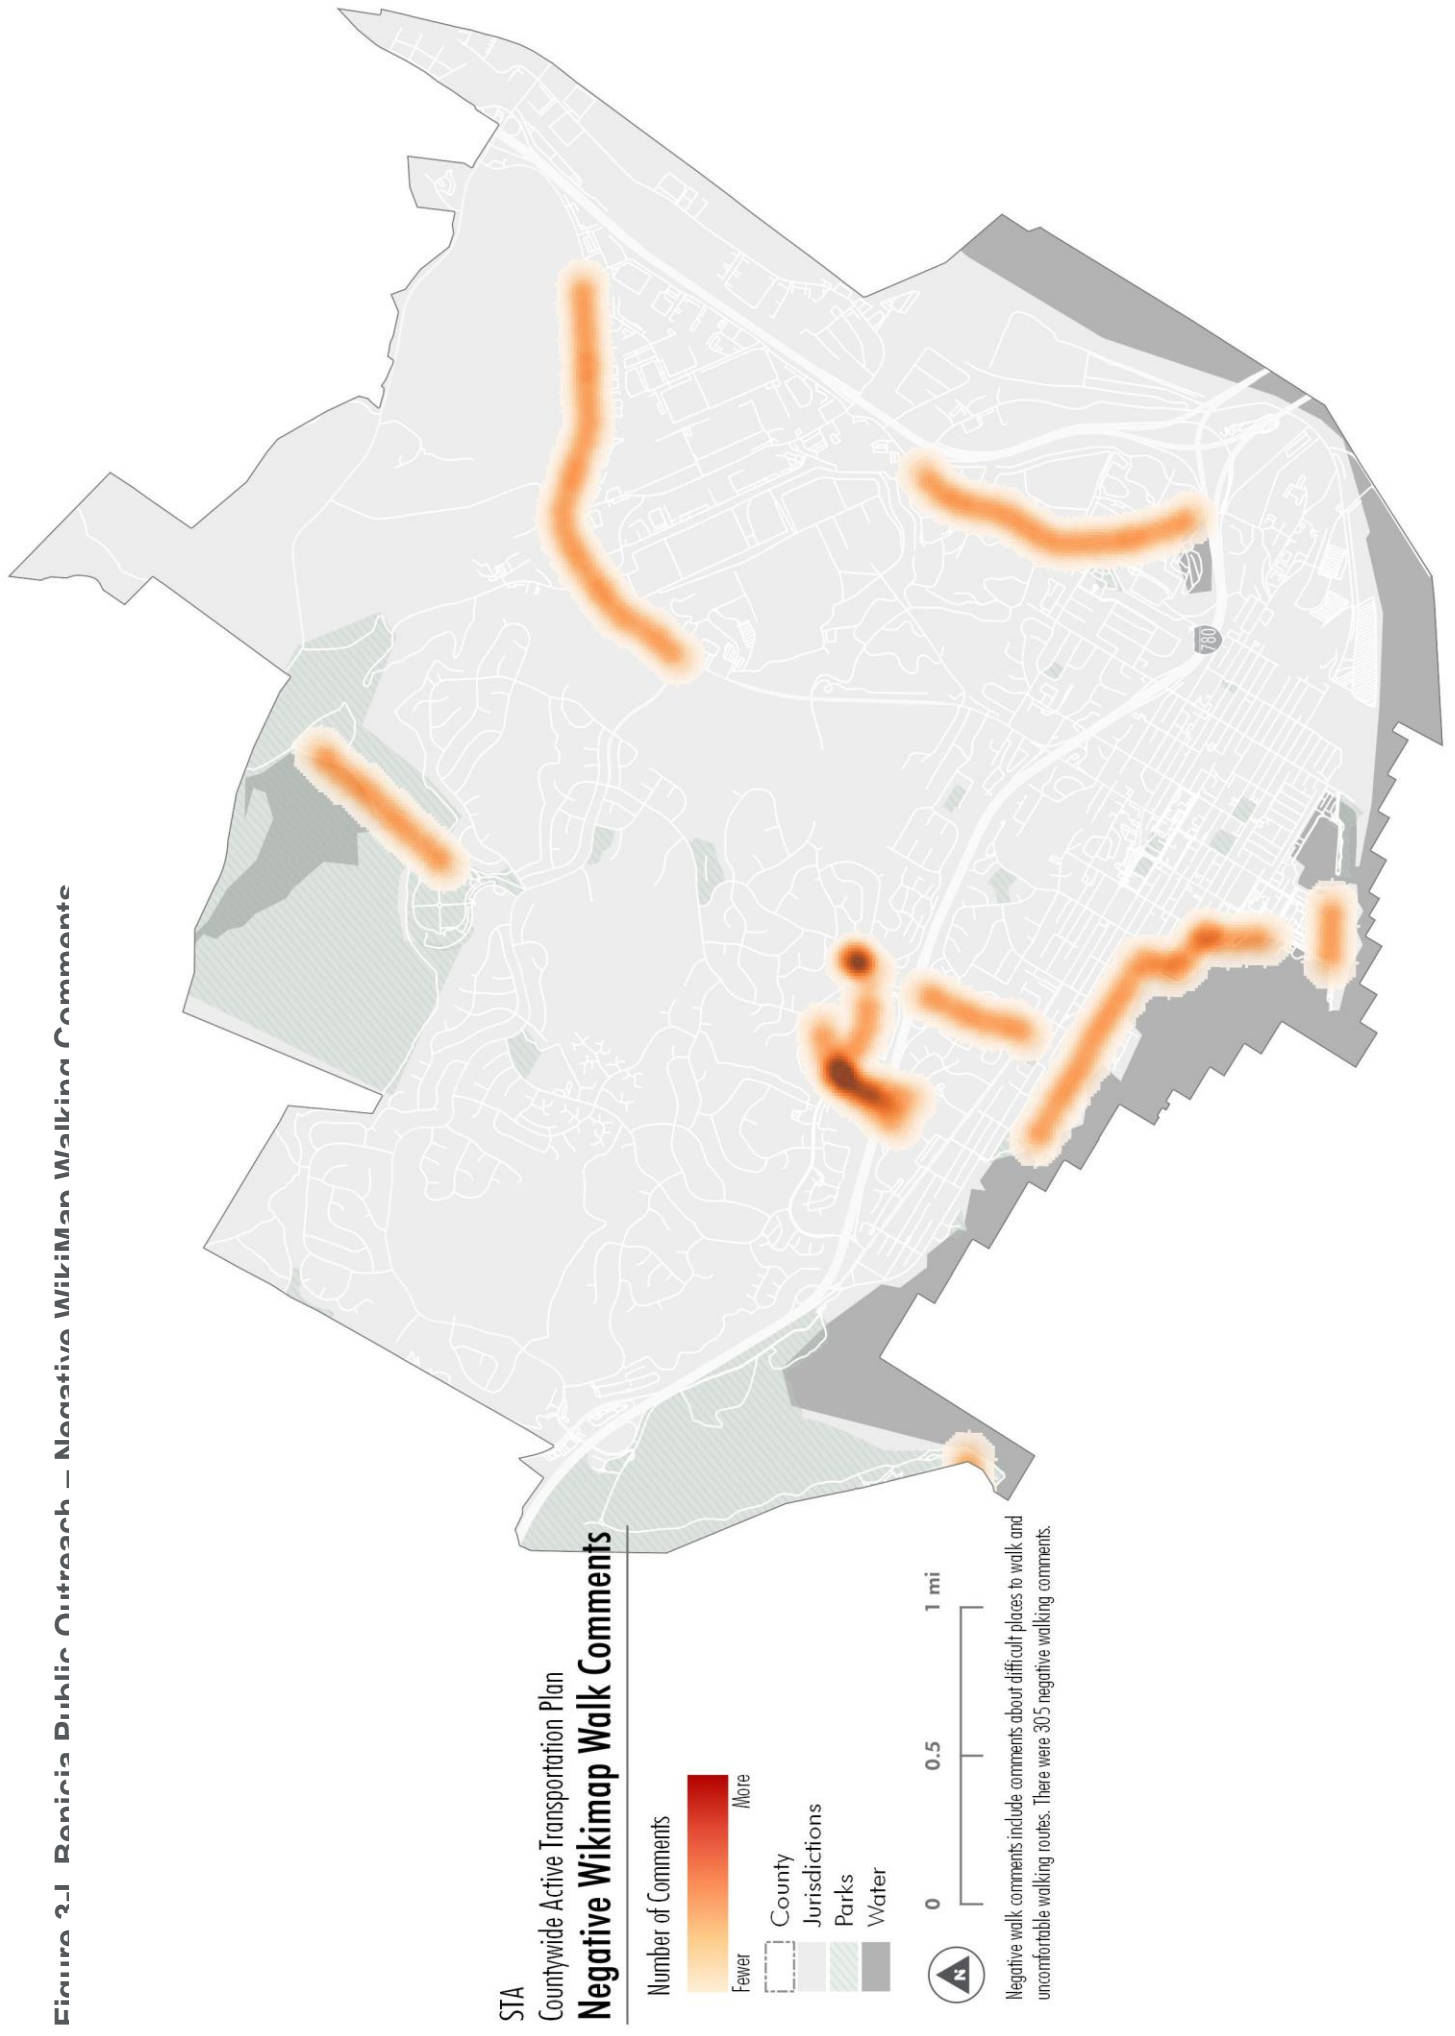 Figure 3-J. Benicia Public Outreach – Negative WikiMap Walking Comments
STA
Countywide Active Transportation Plan
Negative Wikimap Walk Comments
Number of Comments
Fewer
More
County
Jurisdictions
Parks
Water
N
0
0.5
1 mi
Negative walk comments include comments about difficult places to walk and
uncomfortable walking routes. There were 305 negative walking comments.
780